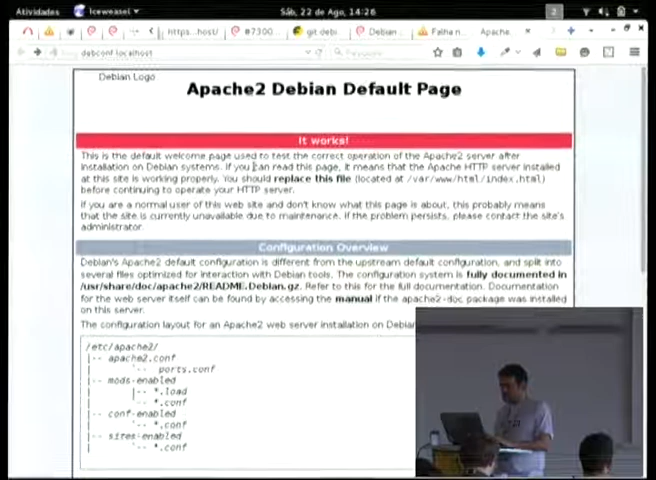 Atividades Iceweasel Sáb, 22 de Ago, 14:26 2
https...host/ #7300... git debi... Debian ... Falha n... Apache...
debconf.localhost Pesquisar
Debian Logo
Apache2 Debian Default Page
It works!
This is the default welcome page used to test the correct operation of the Apache2 server after
installation on Debian systems. If you can read this page, it means that the Apache HTTP server installed
at this site is working properly. You should replace this file (located at /var/www/html/index.html)
before continuing to operate your HTTP server.
If you are a normal user of this web site and don't know what this page is about, this probably means
that the site is currently unavailable due to maintenance. If the problem persists, please contact the site's
administrator.
Configuration Overview
Debian's Apache2 default configuration is different from the upstream default configuration, and split into
several files optimized for interaction with Debian tools. The configuration system is fully documented in
/usr/share/doc/apache2/README.Debian.gz. Refer to this for the full documentation. Documentation
for the web server itself can be found by accessing the manual if the apache2-doc package was installed
on this server.
The configuration layout for an Apache2 web server installation on Debian
/etc/apache2/
|-- apache2.conf
| `-- ports.conf
|-- mods-enabled
| |-- *.load
| `-- *.conf
|-- conf-enabled
| `-- *.conf
|-- sites-enabled
| `-- *.conf